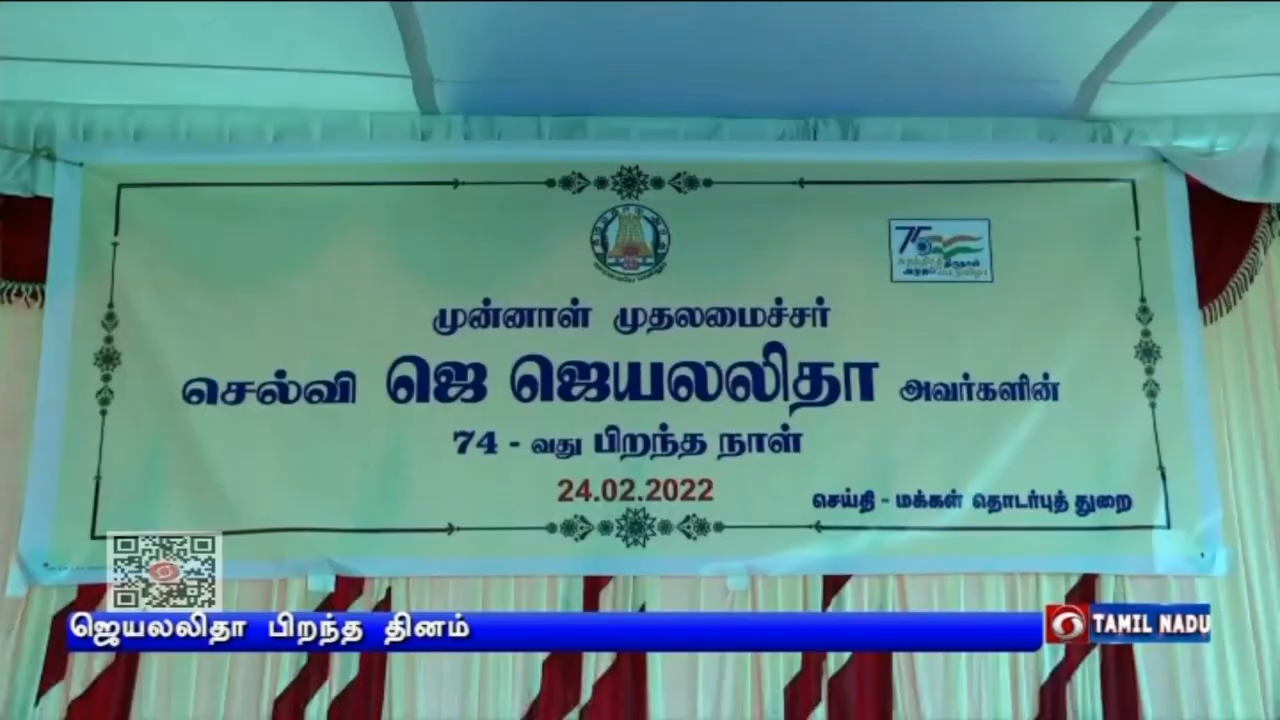 75
முன்னாள் முதலமைச்சர்
செல்வி ஜெ ஜெயலலிதா அவர்களின்
74 - வது பிறந்த நாள்
24.02.2022
செய்தி - மக்கள் தொடர்புத் துறை
ஜெயலலிதா பிறந்த தினம்
TAMIL NADU